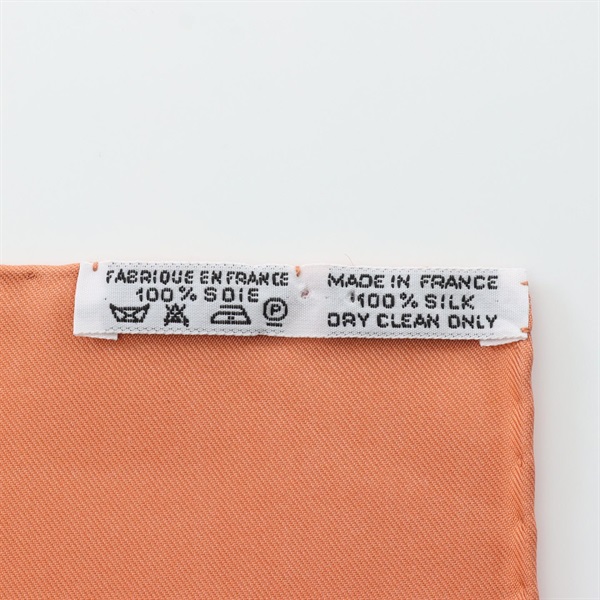 FABRIQUE EN FRANCE
100% SOIE
P
MADE IN FRANCE
100% SILK
DRY CLEAN ONLY